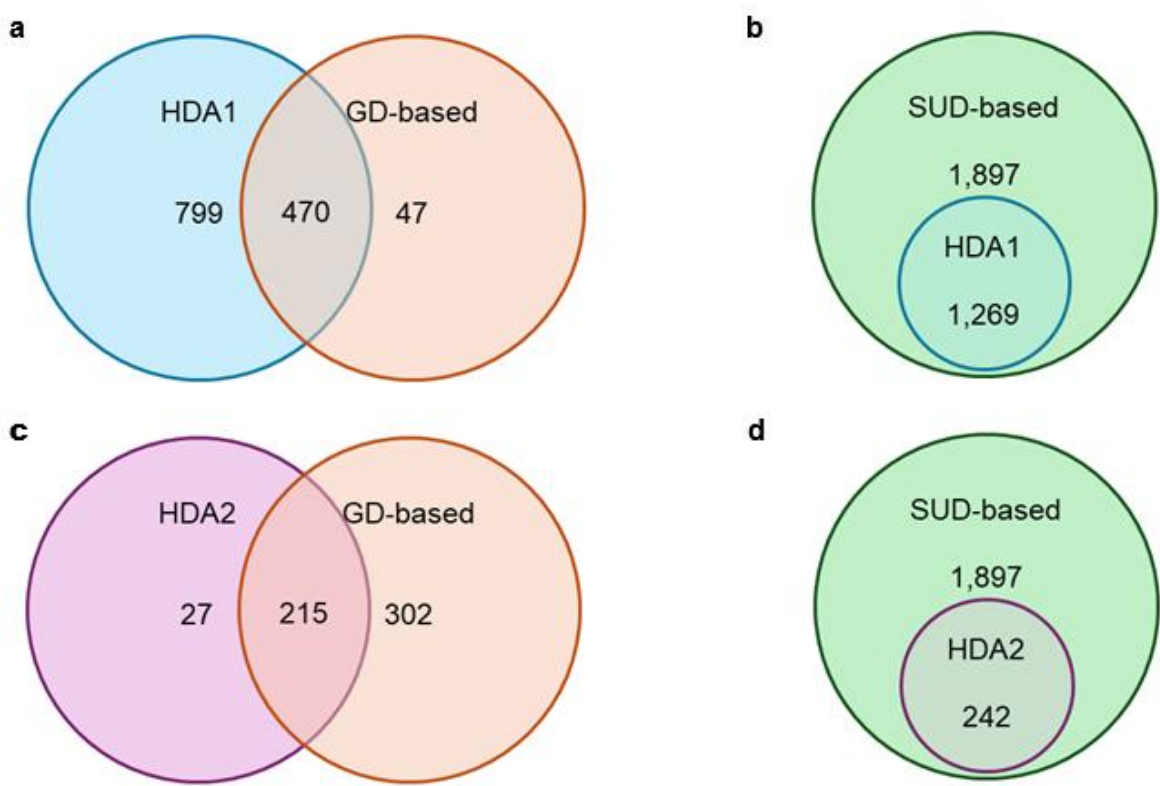 a
HDA1 GD-based
799 470 47
b
SUD-based
1,897
HDA1
1,269
c
HDA2 GD-based
27 215 302
d
SUD-based
1,897
HDA2
242